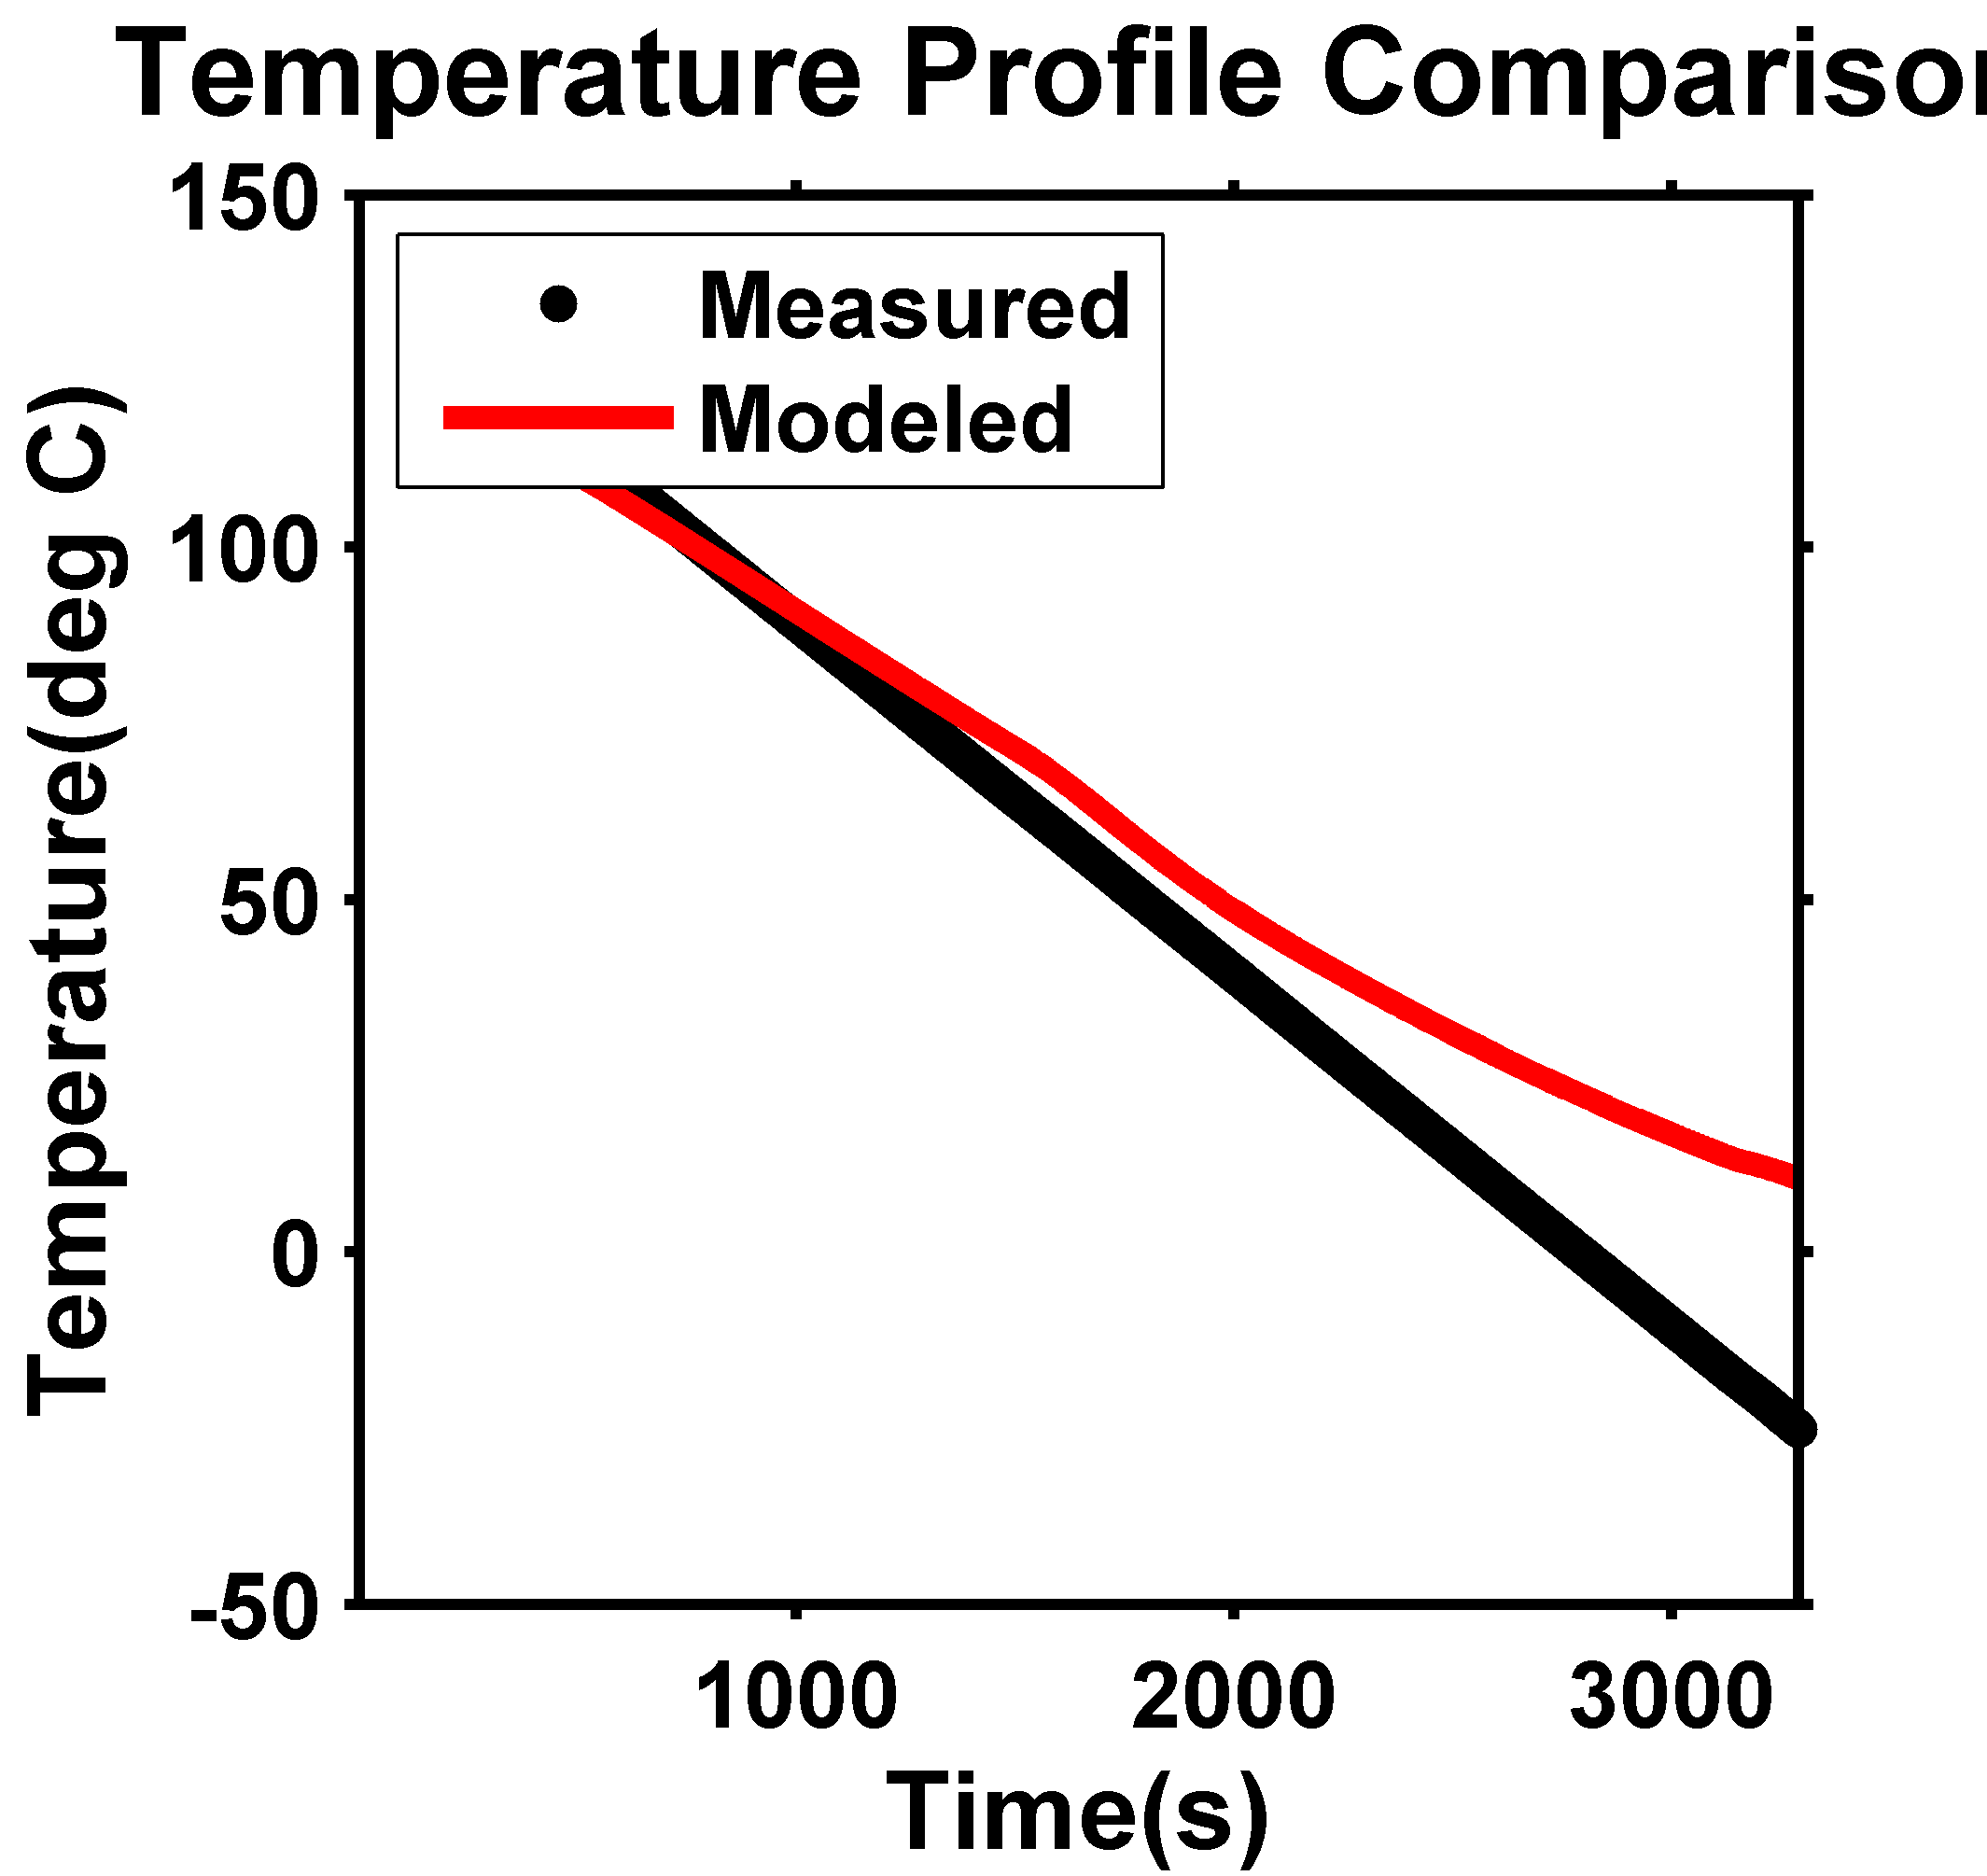 Temperature Profile Comparison
150
100
50
0
-50
Temperature(deg C)
Measured
Modeled
1000
2000
3000
Time(s)